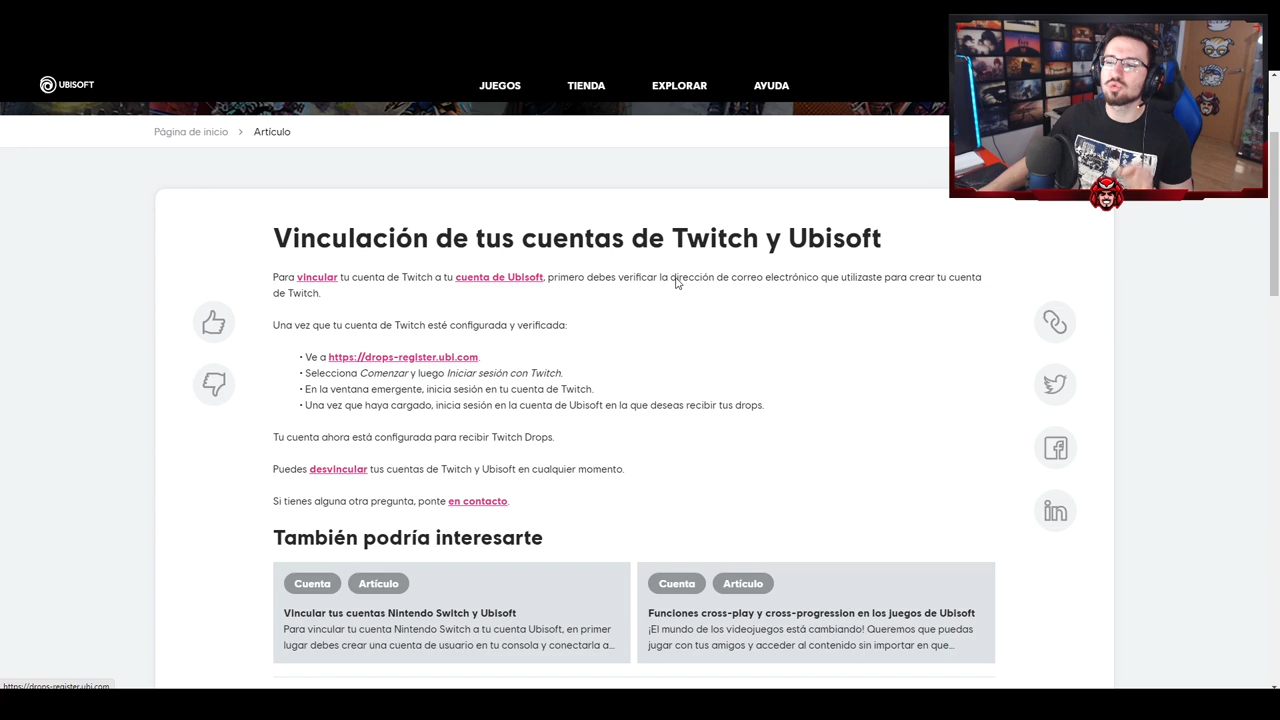 UBISOFT
JUEGOS TIENDA EXPLORAR AYUDA
Página de inicio > Artículo
Vinculación de tus cuentas de Twitch y Ubisoft
Para vincular tu cuenta de Twitch a tu cuenta de Ubisoft, primero debes verificar la dirección de correo electrónico que utilizaste para crear tu cuenta
de Twitch.
Una vez que tu cuenta de Twitch esté configurada y verificada:
• Ve a https://drops-register.ubi.com.
• Selecciona Comenzar y luego Iniciar sesión con Twitch.
• En la ventana emergente, inicia sesión en tu cuenta de Twitch.
• Una vez que haya cargado, inicia sesión en la cuenta de Ubisoft en la que deseas recibir tus drops.
Tu cuenta ahora está configurada para recibir Twitch Drops.
Puedes desvincular tus cuentas de Twitch y Ubisoft en cualquier momento.
Si tienes alguna otra pregunta, ponte en contacto.
También podría interesarte
Cuenta Artículo
Vincular tus cuentas Nintendo Switch y Ubisoft
Para vincular tu cuenta Nintendo Switch a tu cuenta Ubisoft, en primer
lugar debes crear una cuenta de usuario en tu consola y conectarla a...
Cuenta Artículo
Funciones cross-play y cross-progression en los juegos de Ubisoft
¡El mundo de los videojuegos está cambiando! Queremos que puedas
jugar con tus amigos y acceder al contenido sin importar en que...
https://drops-register.ubi.com